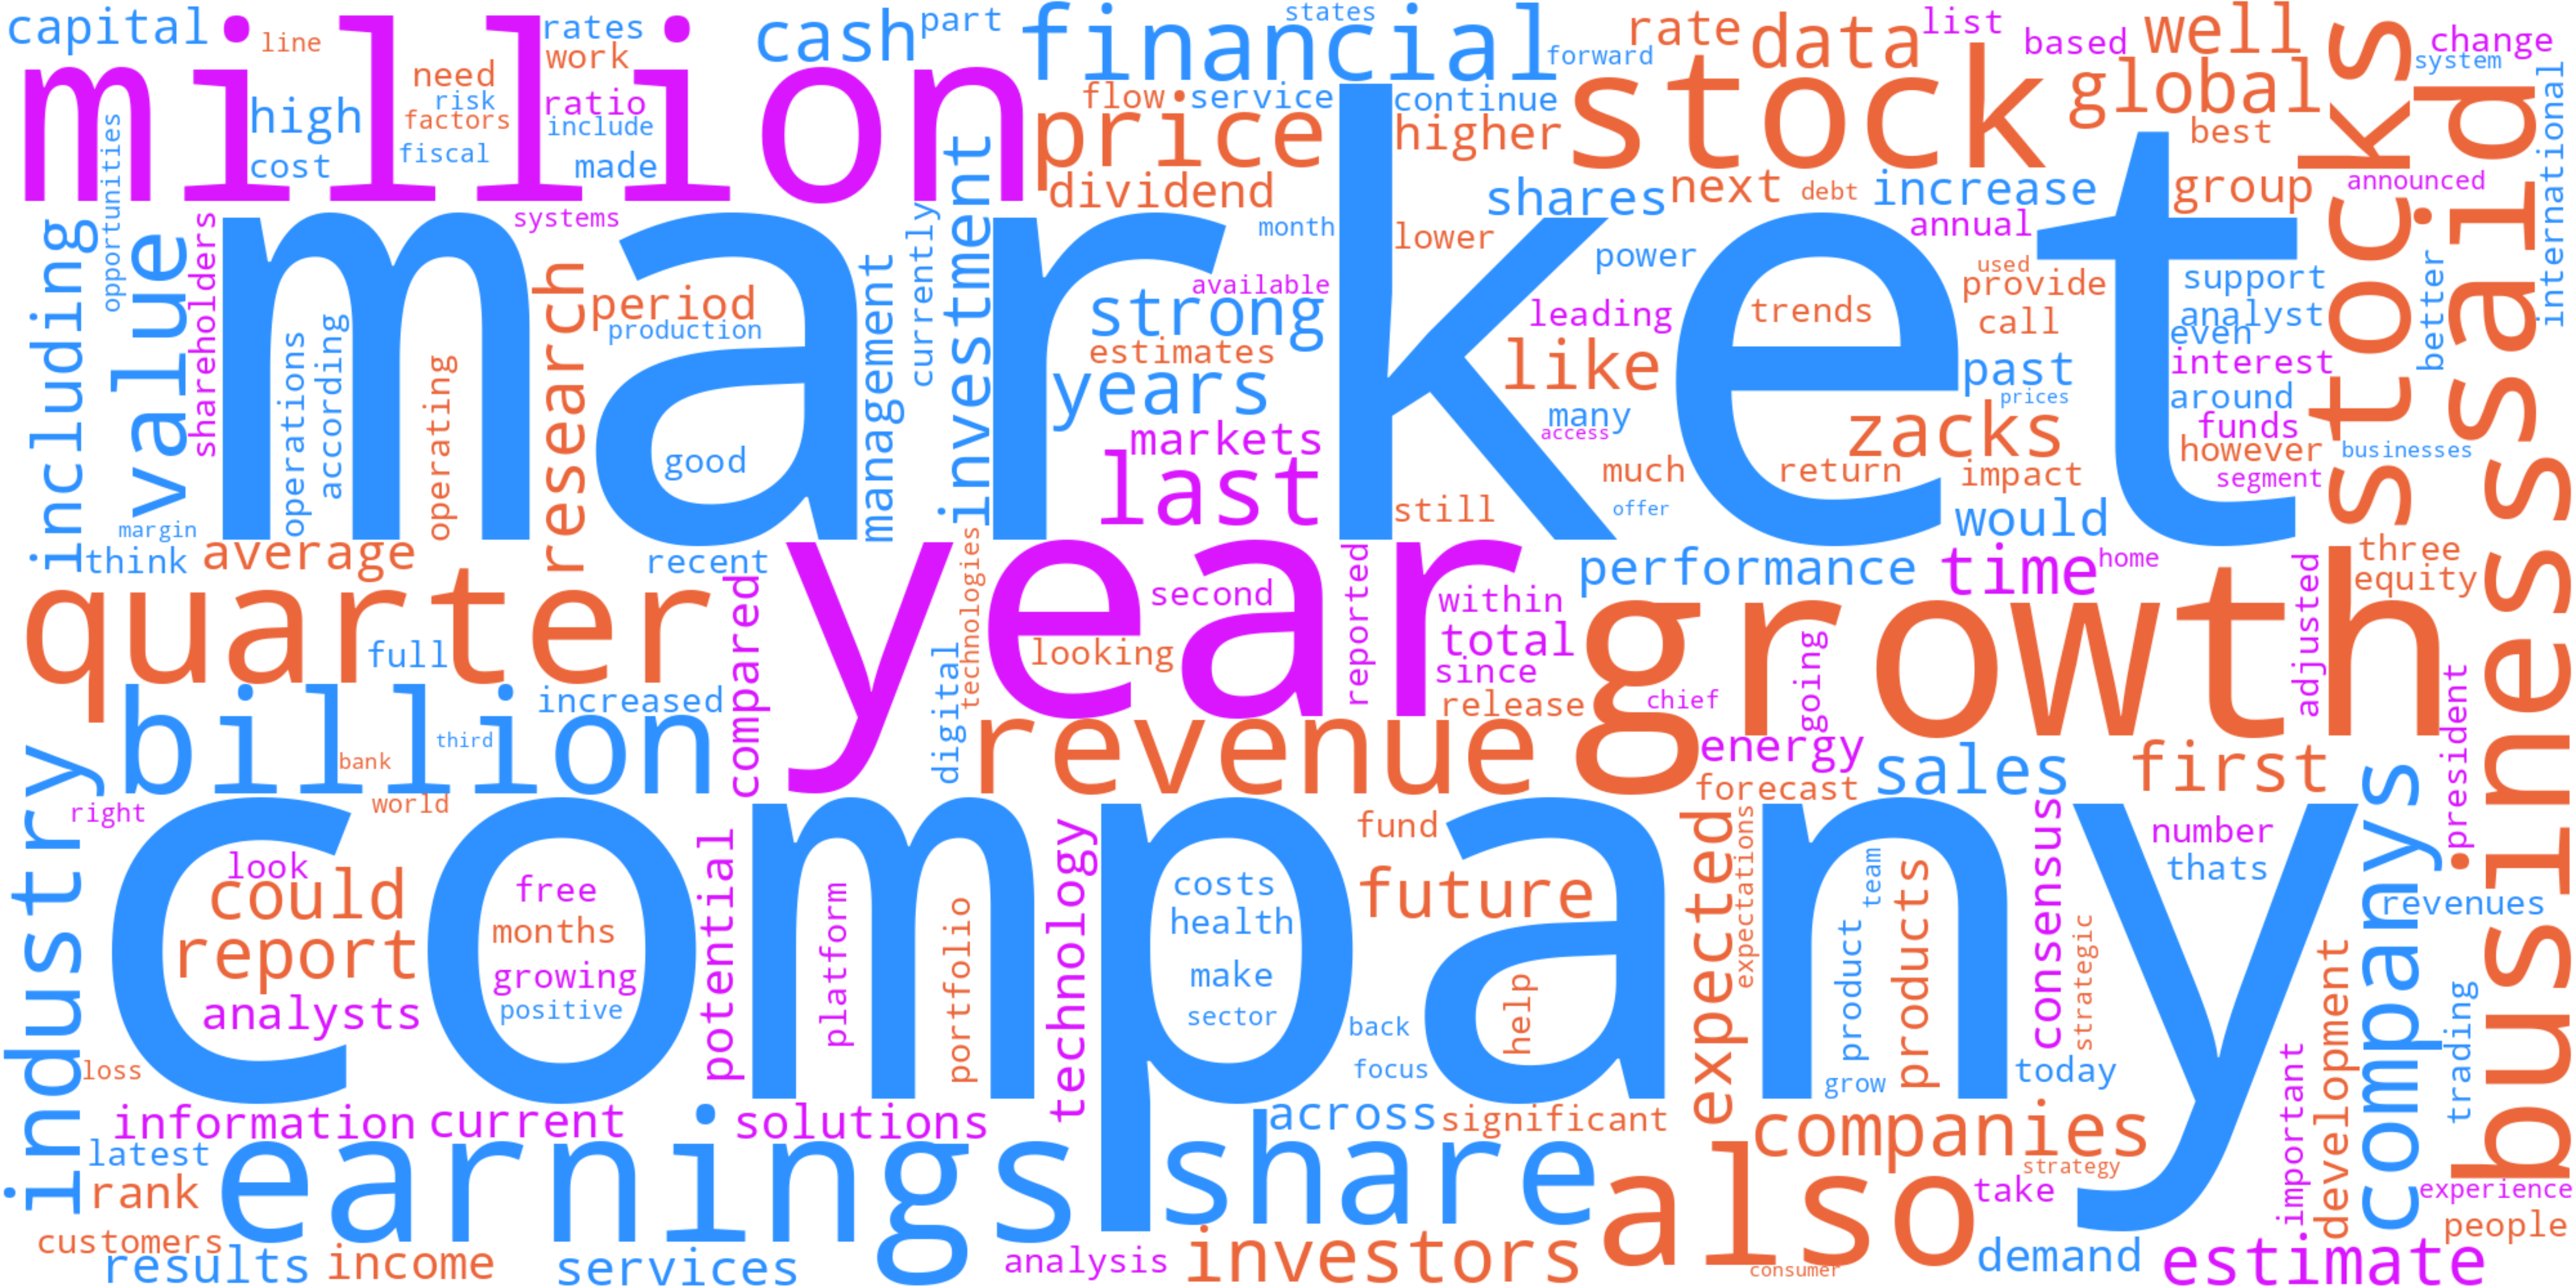 capital
line
rates
work
cash
part
financial
states
forward
rate
data
list
based
well
stocks
change
system
million
need
risk
factors
fiscal
ratio
include
made
high
cost
opportunities
flow
service
price
dividend
continue
higher
stock
global
best
group
said
international
announced
shares
next
debt
increase
annual
market
systems
month
lower
power
used
provide
call
support
analyst
even
interest
around
funds
however
segment
businesses
better
including
value
shareholders
operations
according
operating
research
period
production
good
management
currently
investment
available
strong
estimates
years
markets
last
leading
like
many
access
much
still
offer
trends
zacks
return
past
prices
impact
would
margin
think
average
recent
performance
time
home
three
equity
adjusted
business
quarter
full
compared
year
technologies
digital
second
looking
reported
within
total
since
release
growth
chief
going
president
billion
increased
third
bank
revenue
energy
forecast
sales
first
industry
right
world
company
look
could
report
analysts
free
months
growing
positive
potential
platform
portfolio
technology
costs
health
make
sector
fund
future
help
back
focus
expected
expectations
team
product
products
grow
consensus
strategic
today
number
thats
companys
revenues
trading
development
important
loss
information
current
solutions
across
significant
companies
strategy
latest
rank
earnings
share
also
take
experience
people
customers
results
income
services
analysis
investors
consumer
demand
estimate